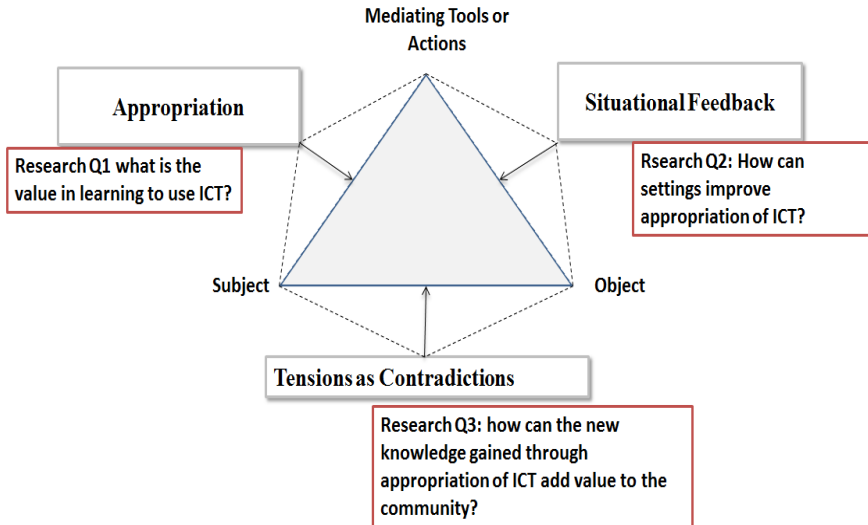 Mediating Tools or
Actions
Appropriation
Situational Feedback
Research Q1 what is the
value in learning to use ICT?
Rsearch Q2: How can
settings improve
appropriation of ICT?
Subject
Object
Tensions as Contradictions
Research Q3: how can the new
knowledge gained through
appropriation of ICT add value to the
community?